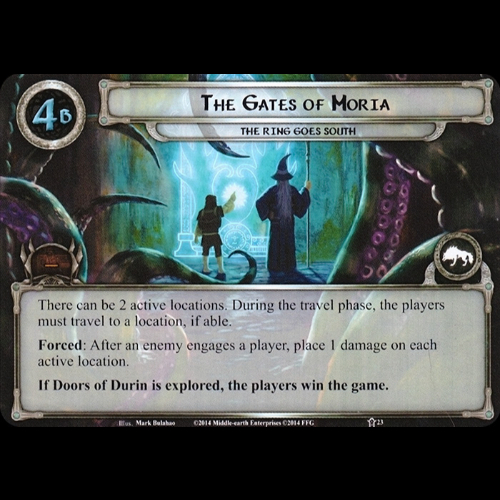 4B
THE GATES OF MORIA
THE RING GOES SOUTH
There can be 2 active locations. During the travel phase, the players
must travel to a location, if able.
Forced: After an enemy engages a player, place 1 damage on each
active location.
If Doors of Durin is explored, the players win the game.
Illus. Mark Bulahao ©2014 Middle-earth Enterprises ©2014 FFG 23